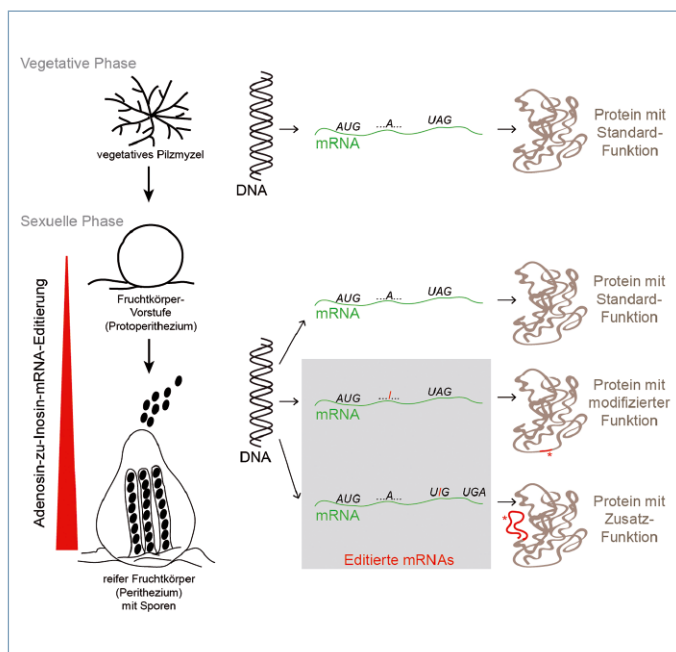 Vegetative Phase
vegetatives Pilzmyzel
DNA
AUG ...A... UAG
mRNA
Protein mit
Standard-
Funktion
Sexuelle Phase
Adenosin-zu-Inosin-mRNA-Editierung
Fruchtkörper-
Vorstufe
(Protoperithezium)
reifer Fruchtkörper
(Perithezium)
mit Sporen
DNA
AUG ...A... UAG
mRNA
Protein mit
Standard-
Funktion
AUG ...I... UAG
mRNA
*
Protein mit
modifizierter
Funktion
AUG ...A... UIG UGA
mRNA
*
Protein mit
Zusatz-
Funktion
Editierte mRNAs